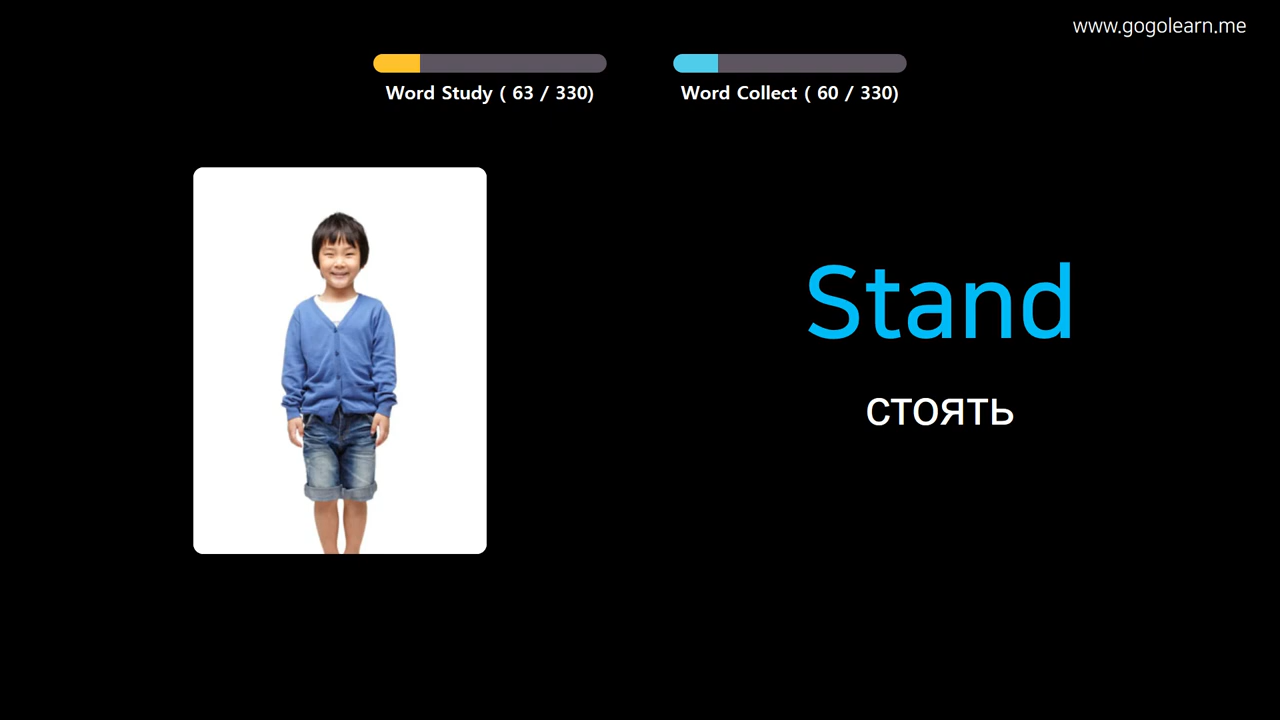 www.gogolearn.me
Word Study ( 63 / 330)
Word Collect ( 60 / 330)
Stand
стоять